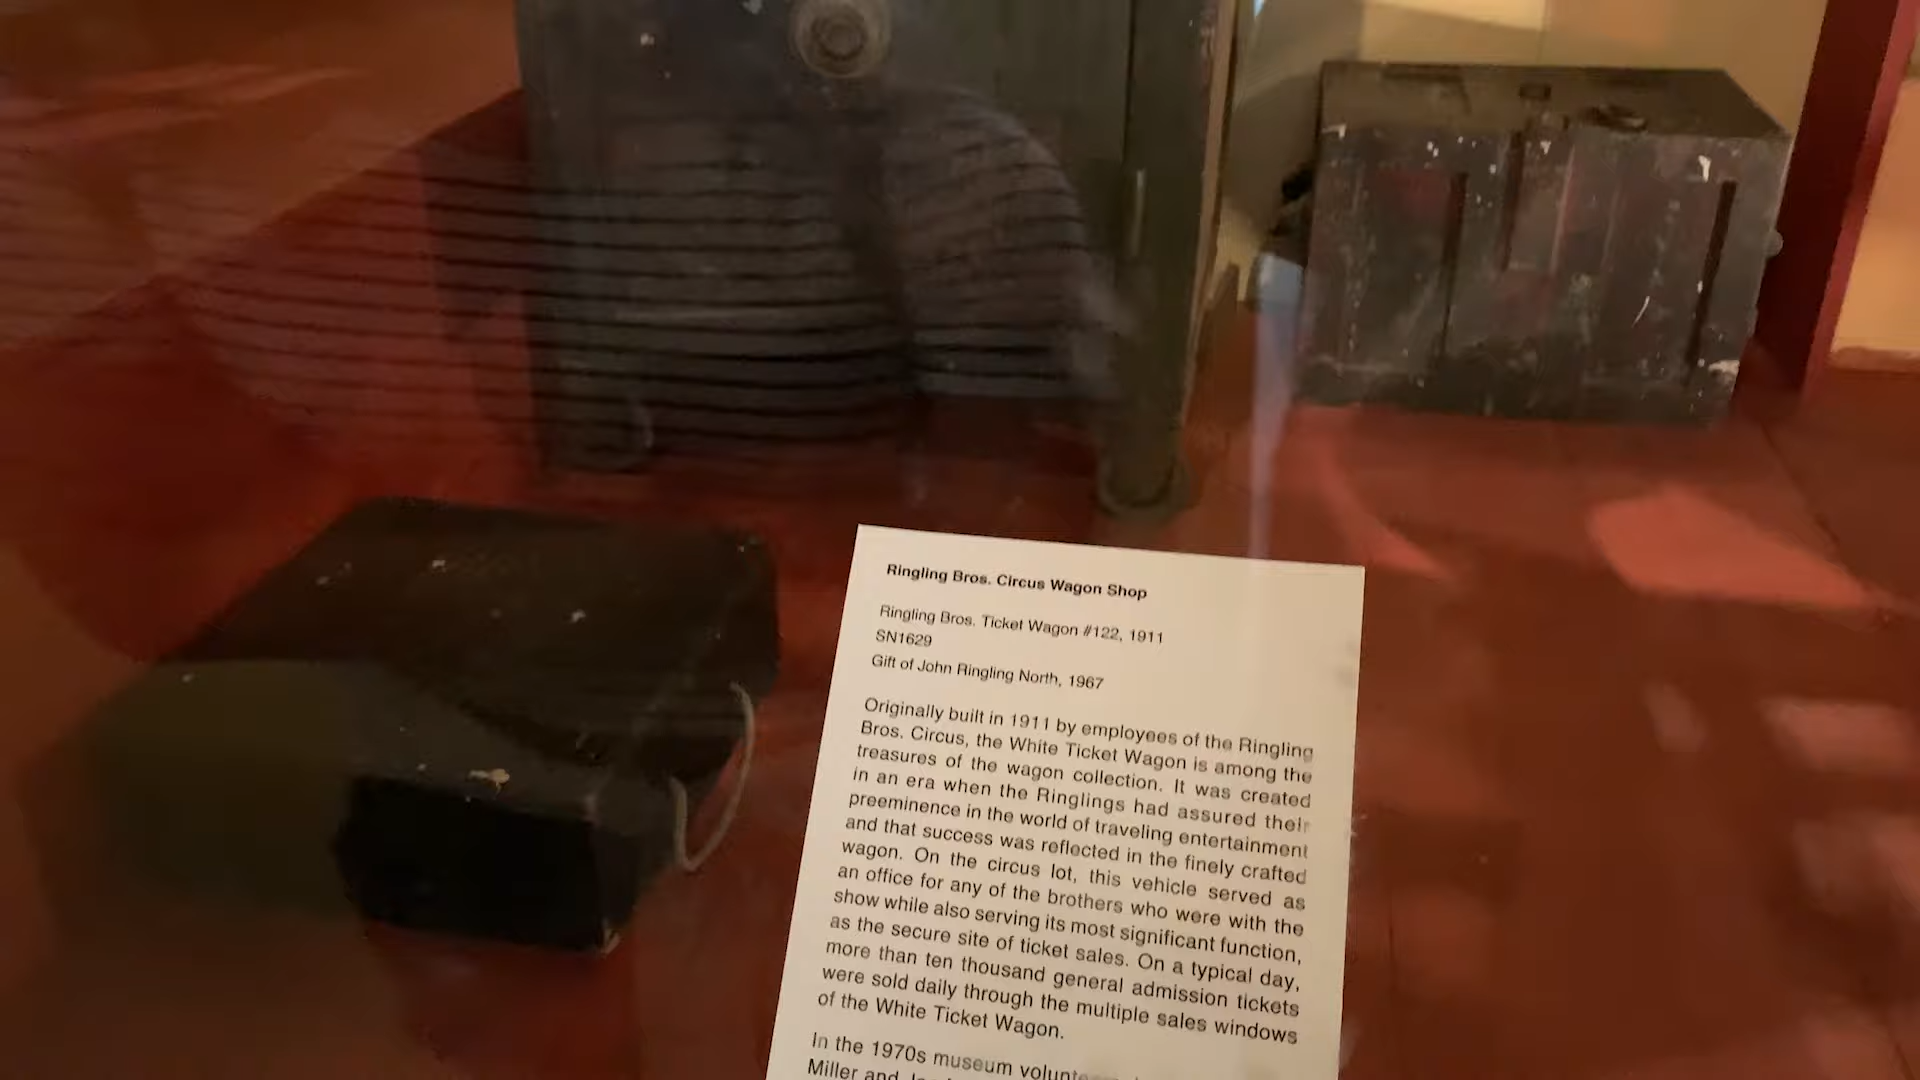 Ringling Bros. Circus Wagon Shop
Ringling Bros. Ticket Wagon #122, 1911
SN1629
Gift of John Ringling North, 1967
Originally built in 1911 by employees of the Ringling
Bros. Circus, the White Ticket Wagon is among the
treasures of the wagon collection. It was created
in an era when the Ringlings had assured their
preeminence in the world of traveling entertainment
and that success was reflected in the finely crafted
wagon. On the circus lot, this vehicle served as
an office for any of the brothers who were with the
show while also serving its most significant function,
as the secure site of ticket sales. On a typical day,
more than ten thousand general admission tickets
were sold daily through the multiple sales windows
of the White Ticket Wagon.
In the 1970s museum
Miller and